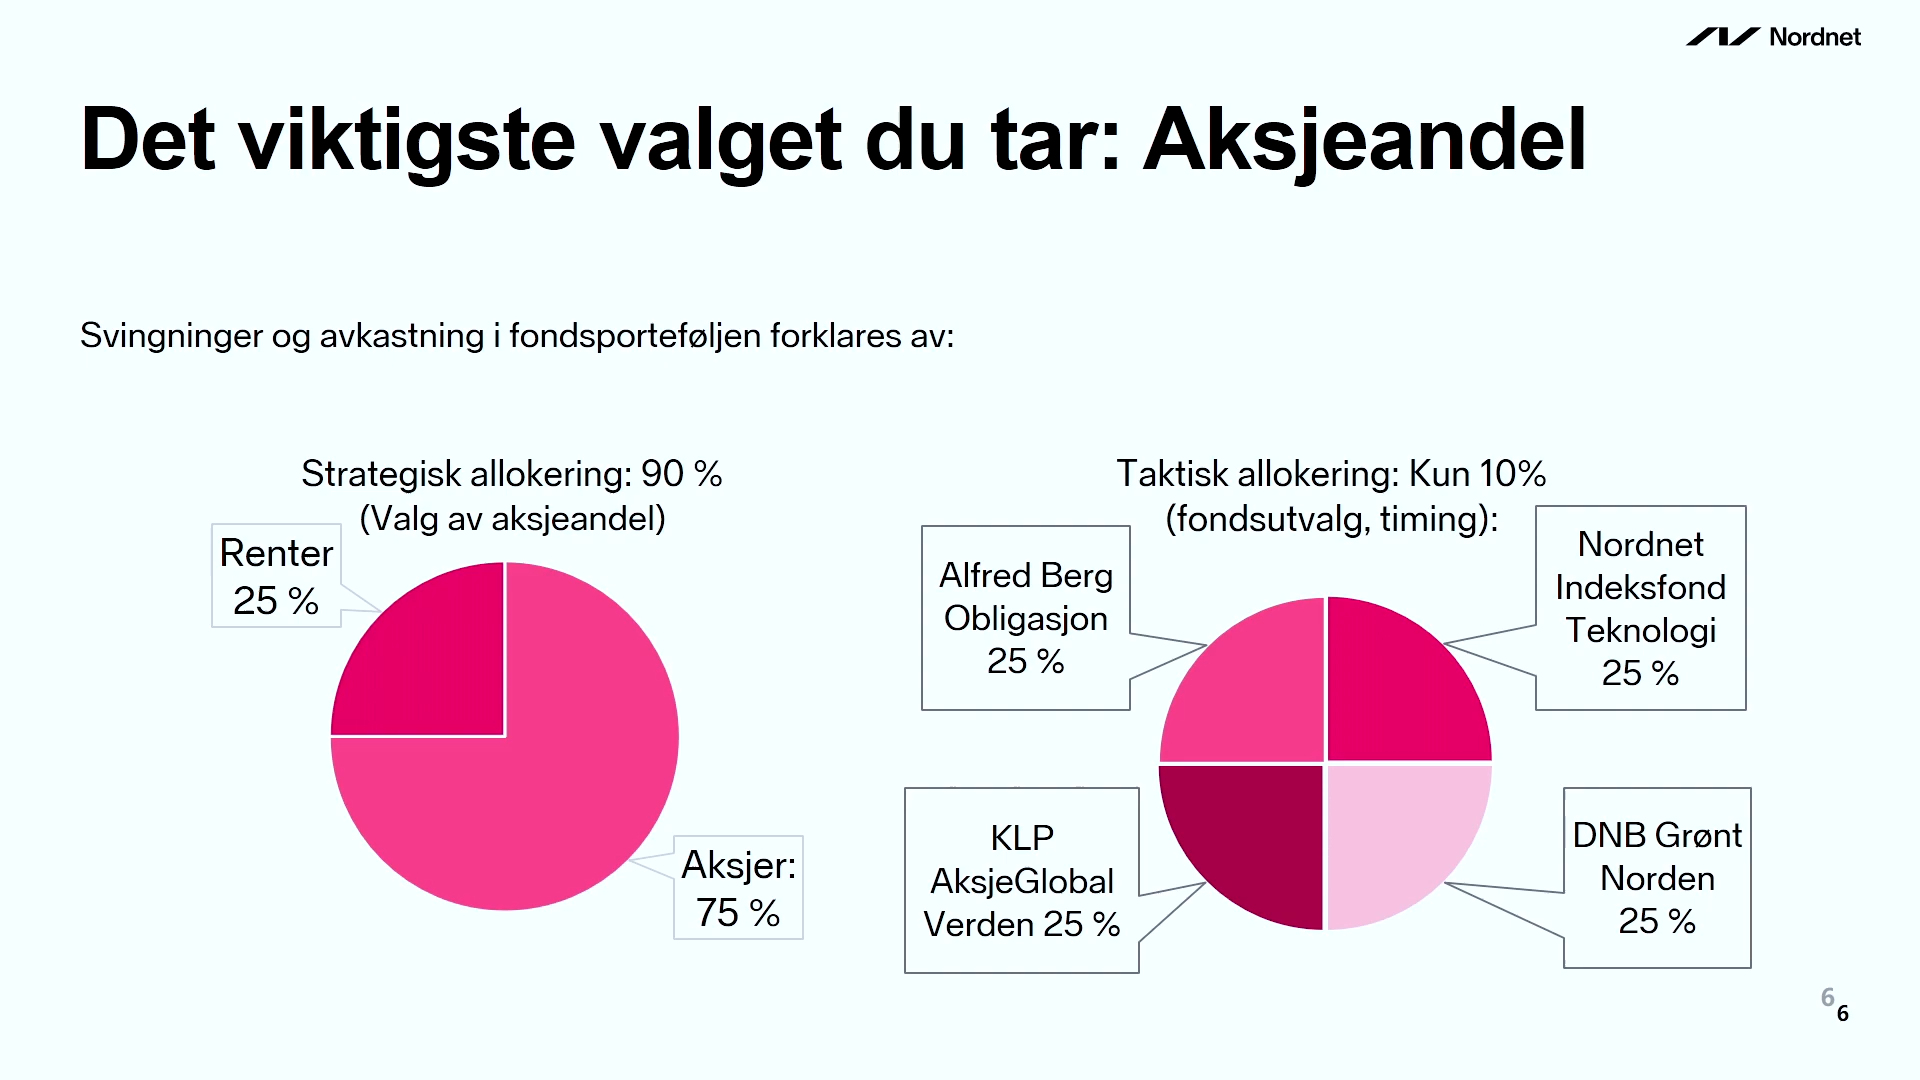 Nordnet
Det viktigste valget du tar: Aksjeandel
Svingninger og avkastning i fondsporteføljen forklares av:
Strategisk allokering: 90 %
(Valg av aksjeandel)
Renter
25 %
Aksjer:
75 %
Taktisk allokering: Kun 10%
(fondsutvalg, timing):
Alfred Berg
Obligasjon
25 %
Nordnet
Indeksfond
Teknologi
25 %
KLP
AksjeGlobal
Verden 25 %
DNB Grønt
Norden
25 %
6
6